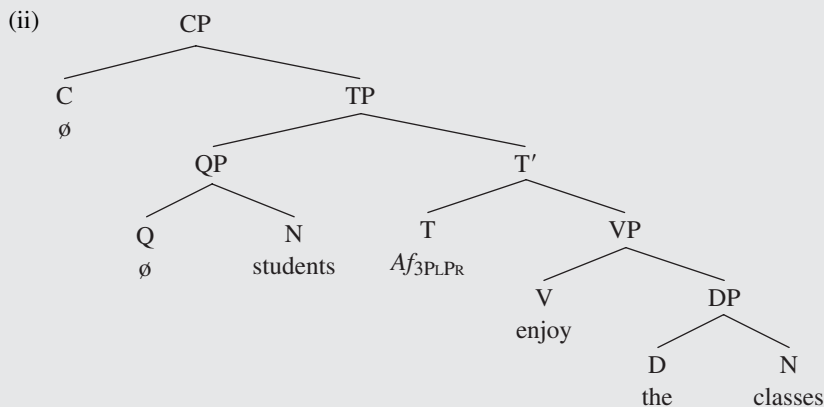 (ii)
CP
C TP
ø
QP T′
Q N T VP
ø students Af3PLPR
V DP
enjoy
D N
the classes